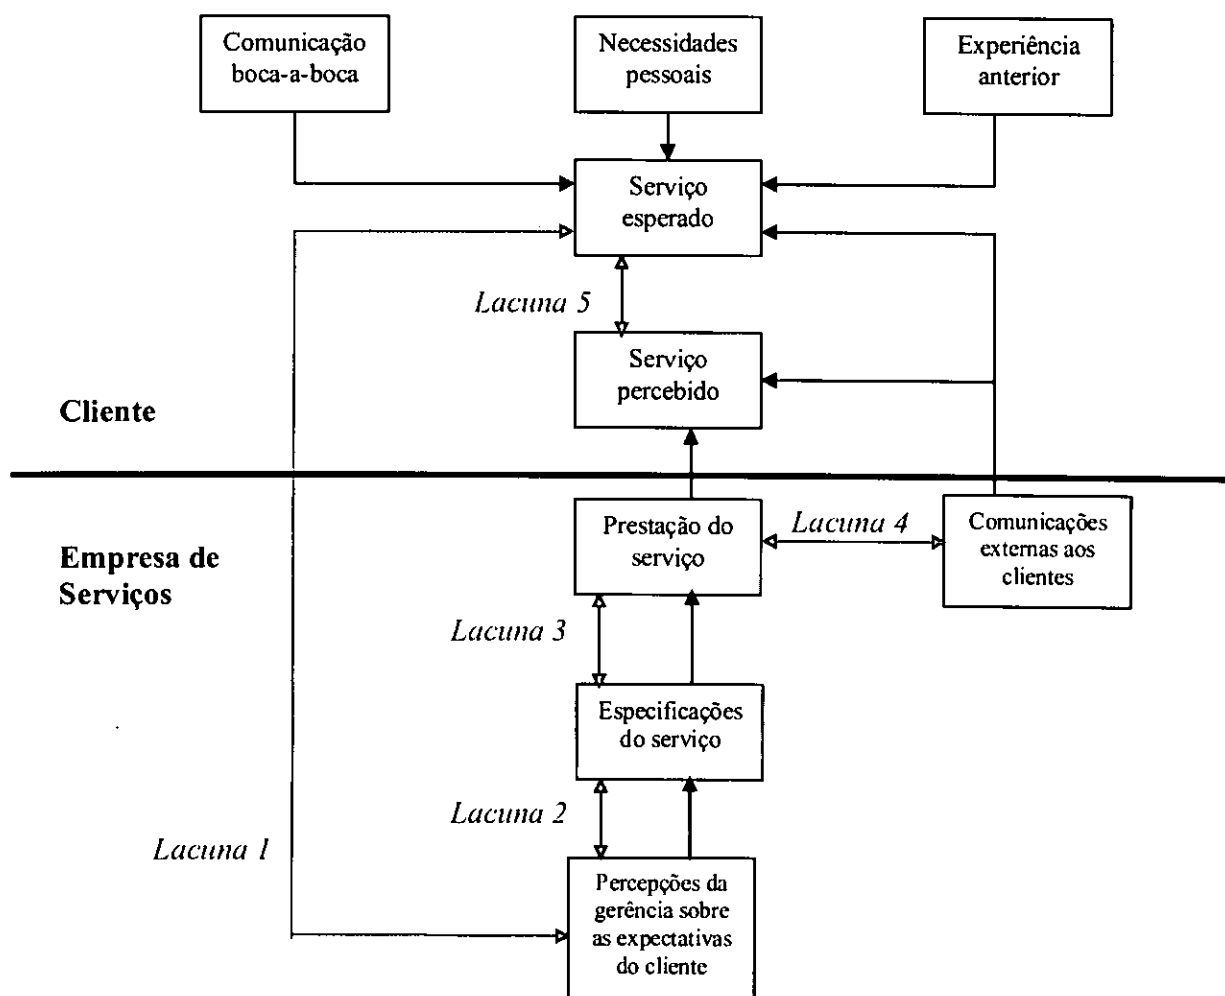 Comunicação
boca-a-boca
Necessidades
pessoais
Experiência
anterior
Serviço
esperado
Lacuna 5
Serviço
percebido
Cliente
Prestação do
serviço
Lacuna 4
Comunicações
externas aos
clientes
Empresa de
Serviços
Lacuna 3
Especificações
do serviço
Lacuna 2
Lacuna 1
Percepções da
gerência sobre
as expectativas
do cliente